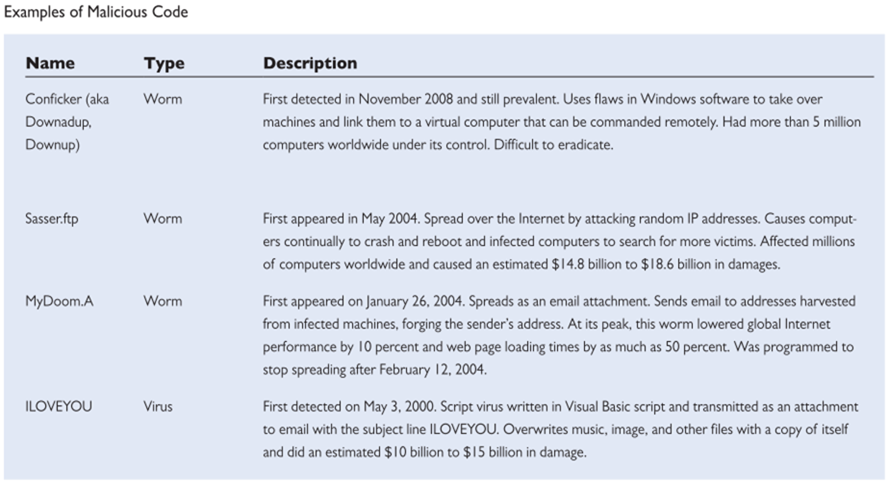 Examples of Malicious Code
Name Type Description
Conficker (aka Worm First detected in November 2008 and still prevalent. Uses flaws in Windows software to take over
Downadup, machines and link them to a virtual computer that can be commanded remotely. Had more than 5 million
Downup) computers worldwide under its control. Difficult to eradicate.
Sasser.ftp Worm First appeared in May 2004. Spread over the Internet by attacking random IP addresses. Causes comput-
ers continually to crash and reboot and infected computers to search for more victims. Affected millions
of computers worldwide and caused an estimated $14.8 billion to $18.6 billion in damages.
MyDoom.A Worm First appeared on January 26, 2004. Spreads as an email attachment. Sends email to addresses harvested
from infected machines, forging the sender's address. At its peak, this worm lowered global Internet
performance by 10 percent and web page loading times by as much as 50 percent. Was programmed to
stop spreading after February 12, 2004.
ILOVEYOU Virus First detected on May 3, 2000. Script virus written in Visual Basic script and transmitted as an attachment
to email with the subject line ILOVEYOU. Overwrites music, image, and other files with a copy of itself
and did an estimated $10 billion to $15 billion in damage.